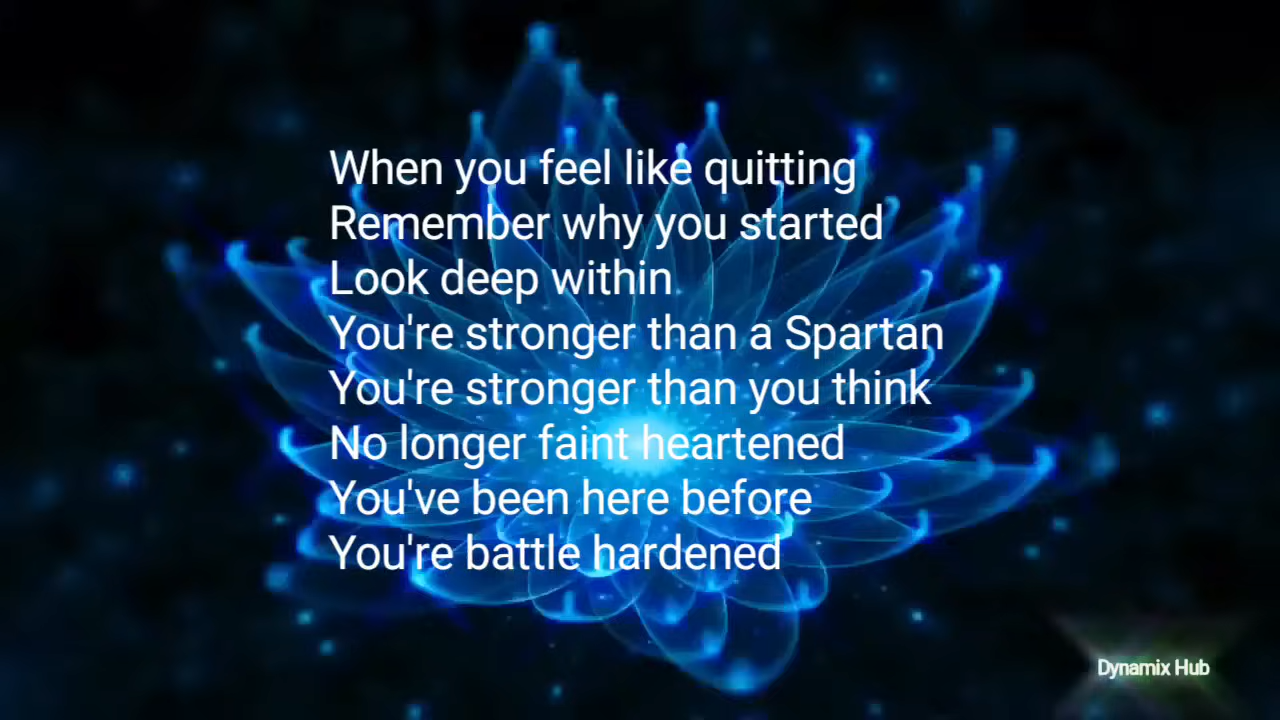 When you feel like quitting
Remember why you started
Look deep within
You're stronger than a Spartan
You're stronger than you think
No longer faint heartened
You've been here before
You're battle hardened
Dynamix Hub